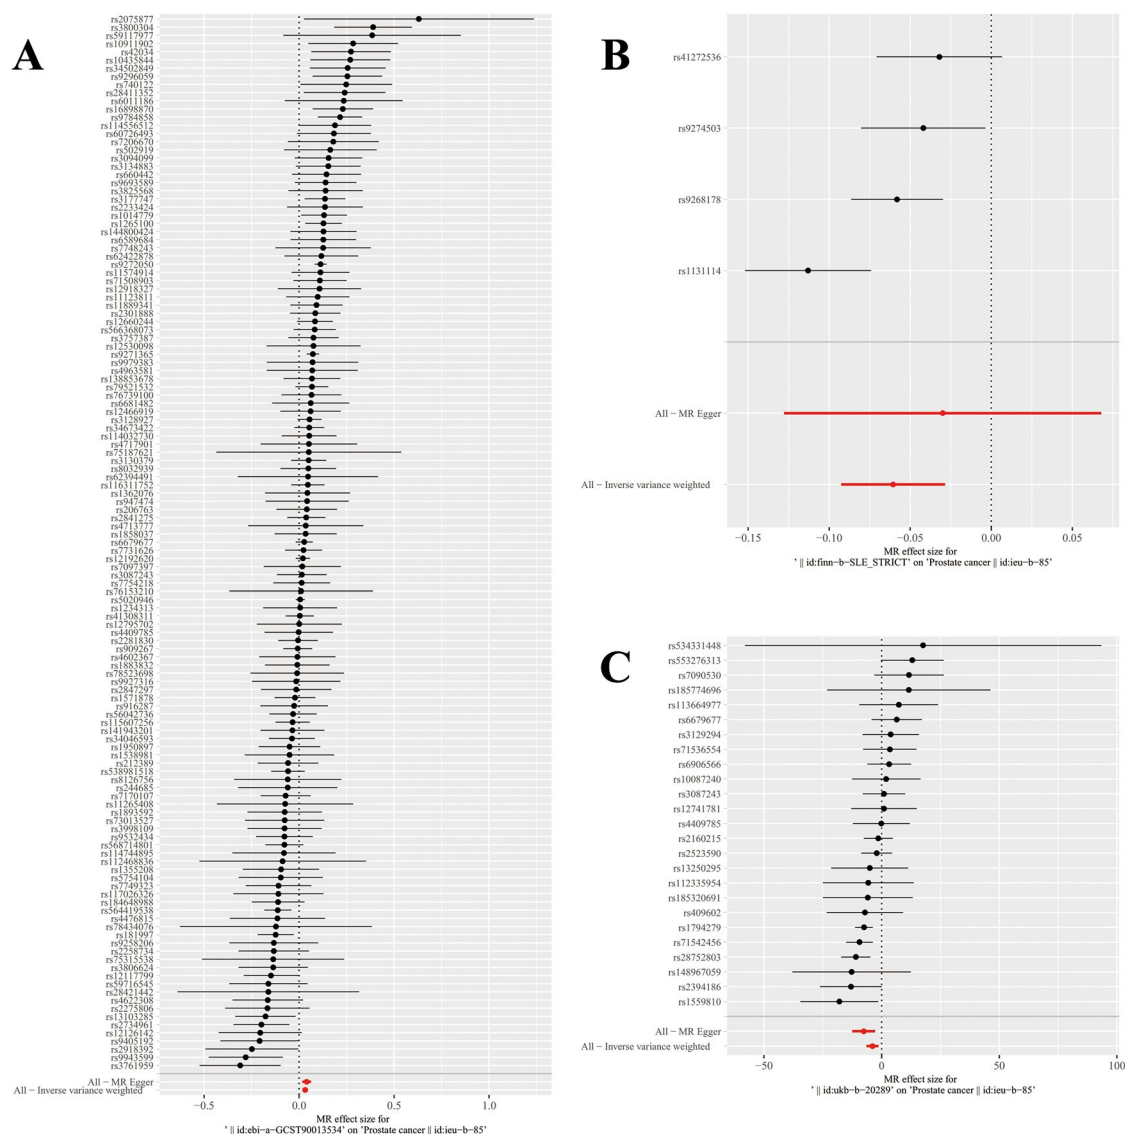 A
rs2075877
rs3800304
rs59117977
rs10911902
rs42034
rs10435844
rs34502849
rs9296059
rs740122
rs28411352
rs6011186
rs16898870
rs9784858
rs114556512
rs60726493
rs7206670
rs502919
rs3094099
rs3134883
rs660442
rs9693589
rs3825568
rs3177747
rs2233424
rs1014779
rs1265100
rs144800424
rs6589684
rs7748243
rs62422878
rs9272050
rs11574914
rs71508903
rs12918327
rs11123811
rs11889341
rs2301888
rs12660244
rs566368073
rs3757387
rs12530098
rs9271365
rs9979383
rs4963581
rs138853678
rs79521532
rs76739100
rs6681482
rs12466919
rs3128927
rs34673422
rs114032730
rs4717901
rs75187621
rs3130379
rs8032939
rs62394491
rs116311752
rs1362076
rs947474
rs206763
rs2841275
rs4713777
rs1858037
rs6679677
rs7731626
rs12192620
rs7097397
rs3087243
rs7754218
rs76153210
rs5020946
rs1234313
rs41308311
rs12795702
rs4409785
rs2281830
rs909267
rs4602367
rs1883832
rs78523698
rs9927316
rs2847297
rs1571878
rs916287
rs56042736
rs115607256
rs141943201
rs34046593
rs1950897
rs1538981
rs212389
rs538981518
rs8126756
rs244685
rs7170107
rs11265408
rs1893592
rs73013527
rs3998109
rs9532434
rs568714801
rs114744895
rs112468836
rs1355208
rs5754104
rs7749323
rs117026326
rs184648988
rs564419538
rs4476815
rs78434076
rs181997
rs9258206
rs2258734
rs75315538
rs3806624
rs12117799
rs59716545
rs28421442
rs4622308
rs2275806
rs13103285
rs2734961
rs12126142
rs9405192
rs2918392
rs9943599
rs3761959
All − MR Egger
All − Inverse variance weighted
−0.5 0.0 0.5 1.0
MR effect size for
' || id:ebi−a−GCST90013534' on 'Prostate cancer || id:ieu−b−85'
B
rs41272536
rs9274503
rs9268178
rs1131114
All − MR Egger
All − Inverse variance weighted
−0.15 −0.10 −0.05 0.00 0.05
MR effect size for
' || id:finn−b−SLE_STRICT' on 'Prostate cancer || id:ieu−b−85'
C
rs534331448
rs553276313
rs7090530
rs185774696
rs113664977
rs6679677
rs3129294
rs71536554
rs6906566
rs10087240
rs3087243
rs12741781
rs4409785
rs2160215
rs2523590
rs13250295
rs112335954
rs185320691
rs409602
rs1794279
rs71542456
rs28752803
rs148967059
rs2394186
rs1559810
All − MR Egger
All − Inverse variance weighted
−50 0 50 100
MR effect size for
' || id:ukb−b−20289' on 'Prostate cancer || id:ieu−b−85'